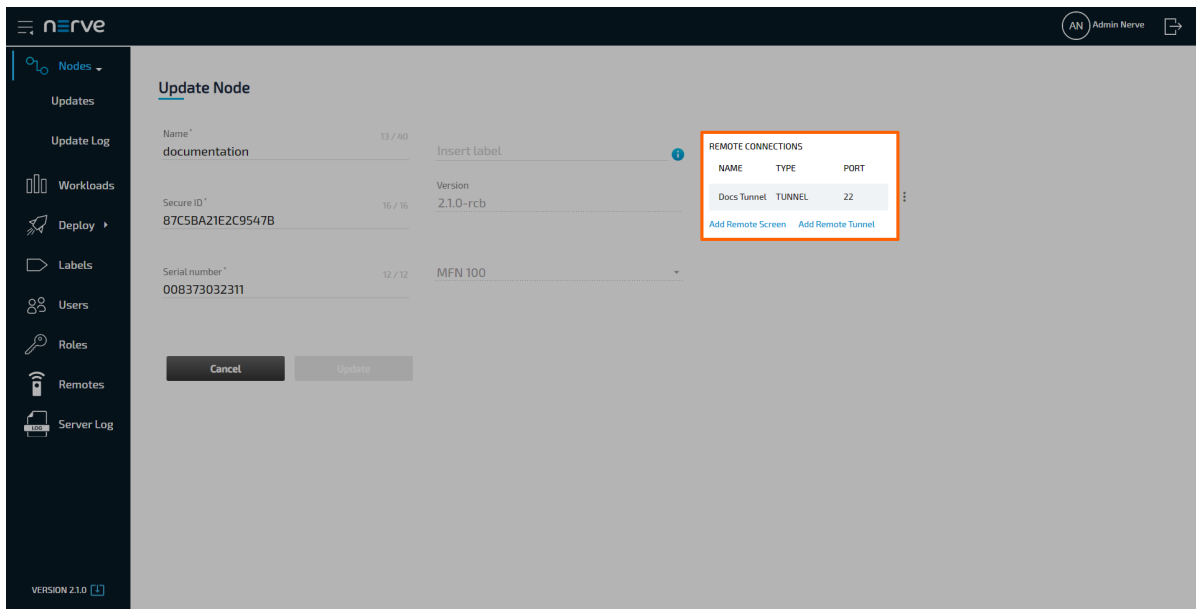 nerve
AN Admin Nerve
Nodes
Updates
Update Log
Workloads
Deploy
Labels
Users
Roles
Remotes
LOG Server Log
VERSION 2.1.0
Update Node
Name* 13 / 40
documentation
Insert label i
Secure ID* 16 / 16
87C5BA21E2C9547B
Version
2.1.0-rcb
Serial number* 12 / 12
008373032311
MFN 100
Cancel Update
REMOTE CONNECTIONS
NAME TYPE PORT
Docs Tunnel TUNNEL 22
Add Remote Screen Add Remote Tunnel